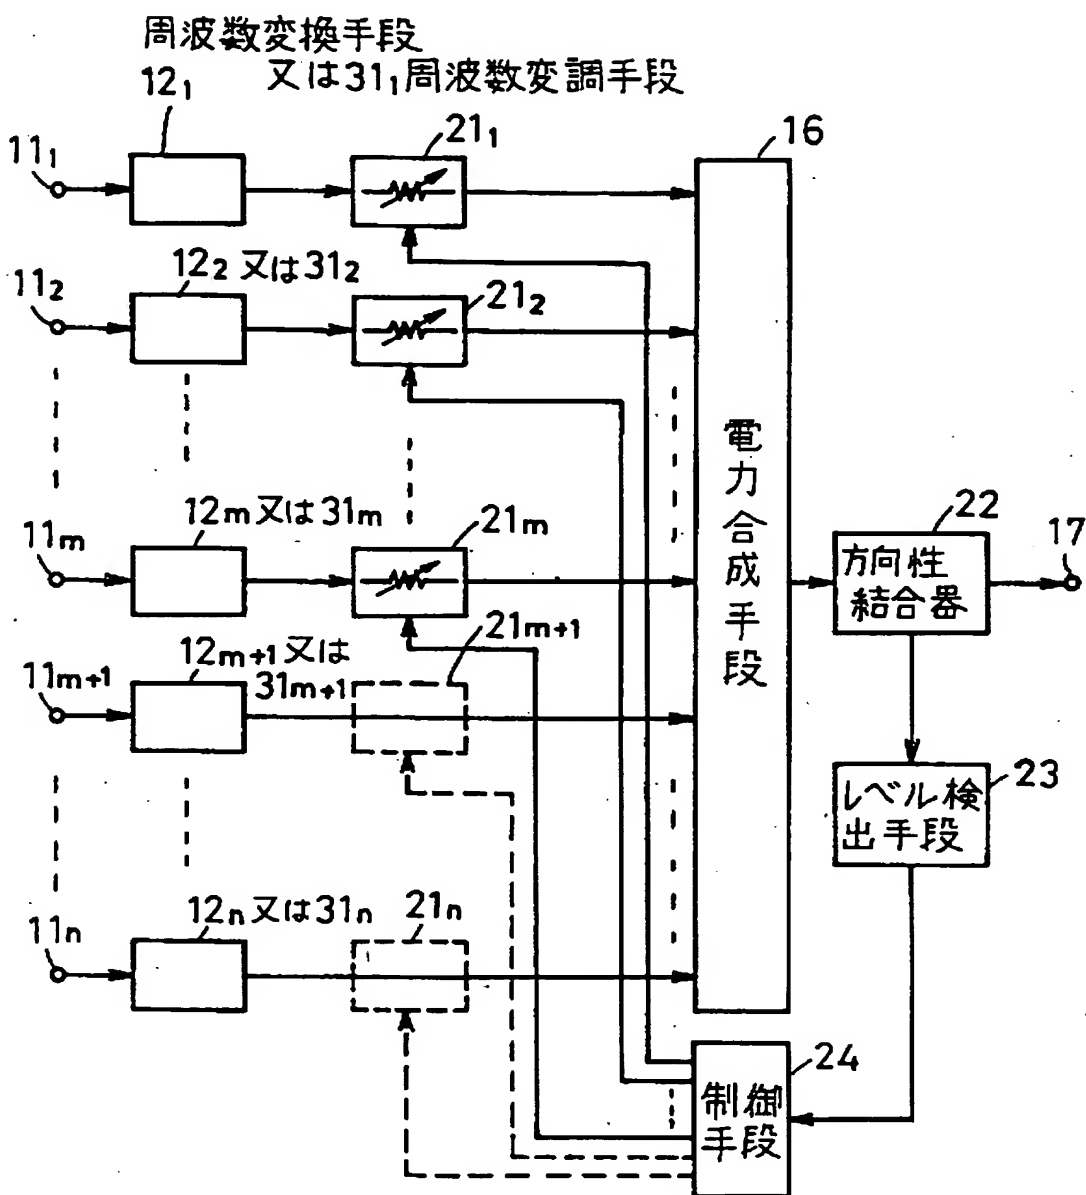 周波数変換手段
又は31₁周波数変調手段
12₁
11₁
21₁
16
12₂又は31₂
11₂
21₂
電力合成手段
12m又は31m
11m
21m
22
17
方向性
結合器
12m+1又は
31m+1
11m+1
21m+1
23
レベル検
出手段
12n又は31n
11n
21n
24
制御
手段